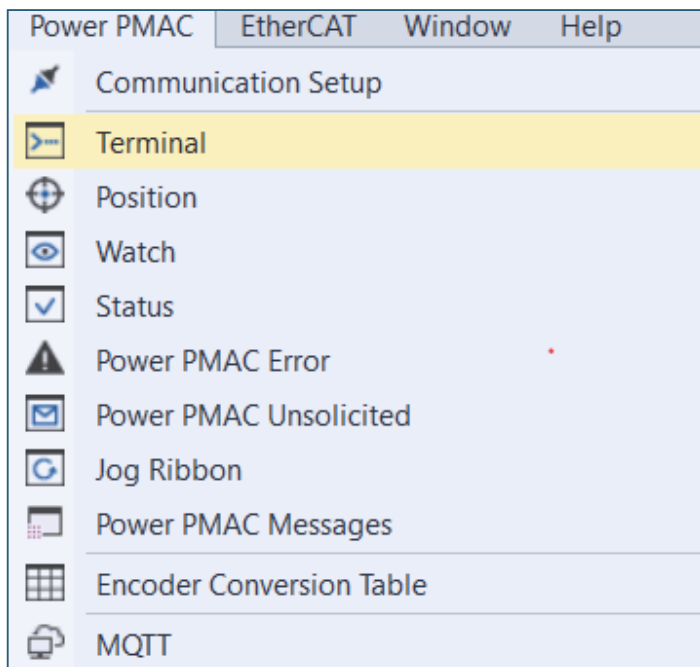 Power PMAC EtherCAT Window Help
Communication Setup
Terminal
Position
Watch
Status
Power PMAC Error
Power PMAC Unsolicited
Jog Ribbon
Power PMAC Messages
Encoder Conversion Table
MQTT